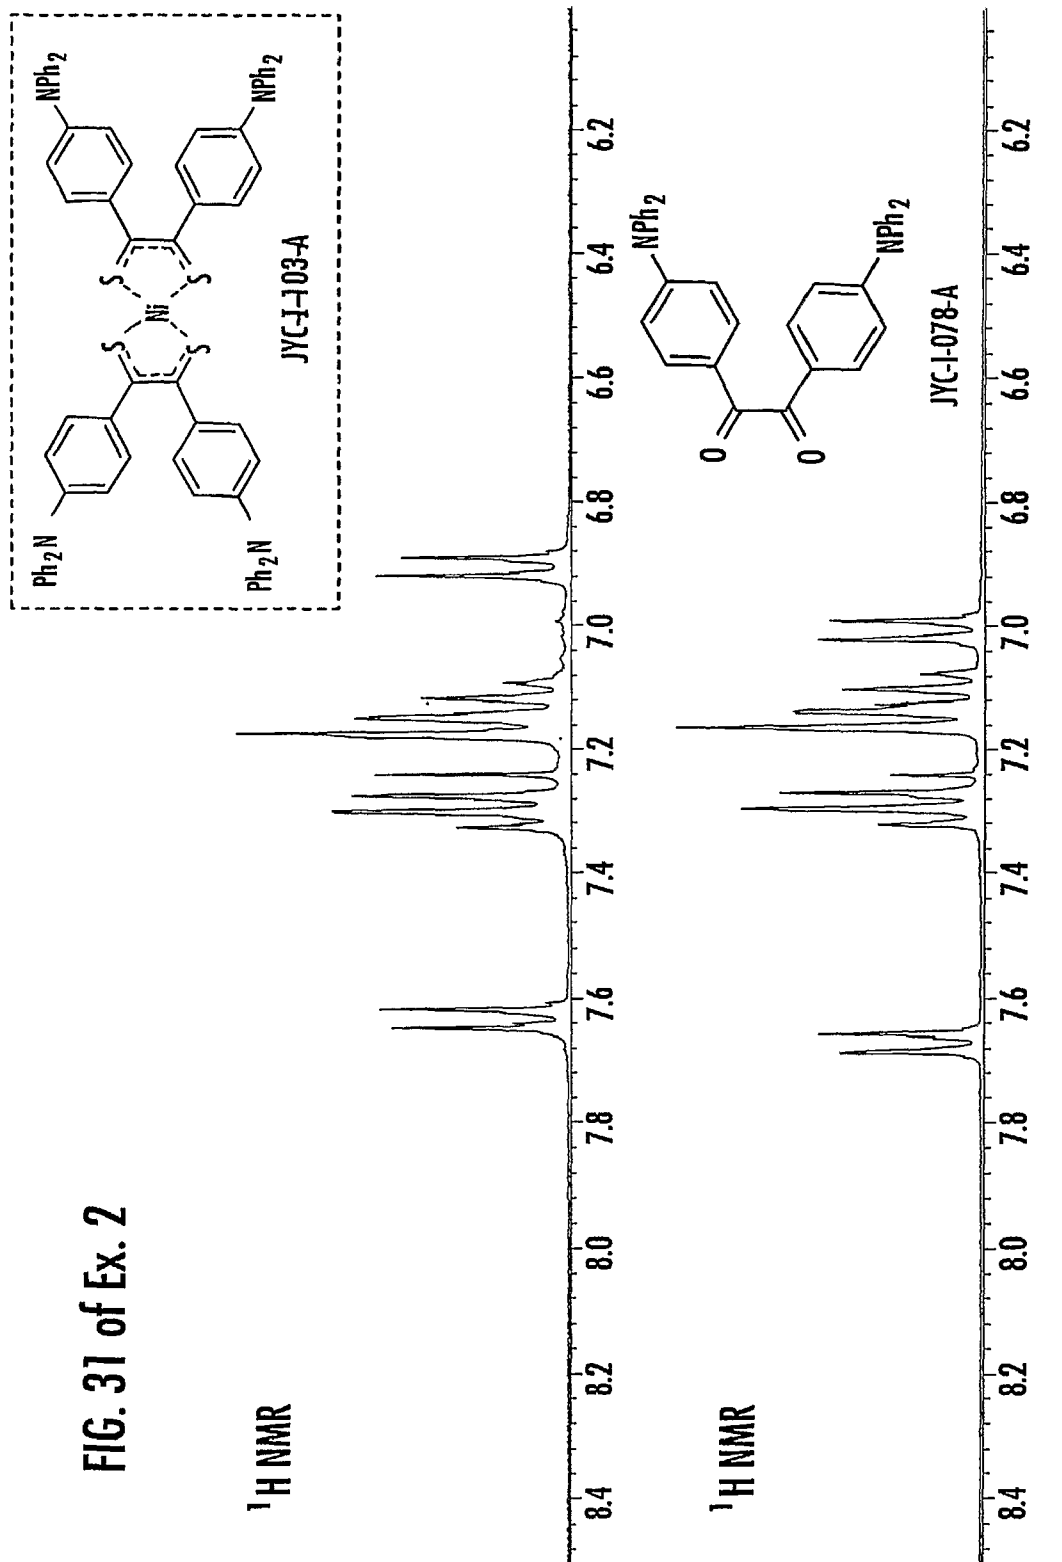 FIG. 31 of Ex. 2
¹H NMR
Ph₂N
NPh₂
S
S
Ni
S
S
Ph₂N
NPh₂
JYC-I-103-A
8.4 8.2 8.0 7.8 7.6 7.4 7.2 7.0 6.8 6.6 6.4 6.2
¹H NMR
O
NPh₂
O
NPh₂
JYC-I-078-A
8.4 8.2 8.0 7.8 7.6 7.4 7.2 7.0 6.8 6.6 6.4 6.2